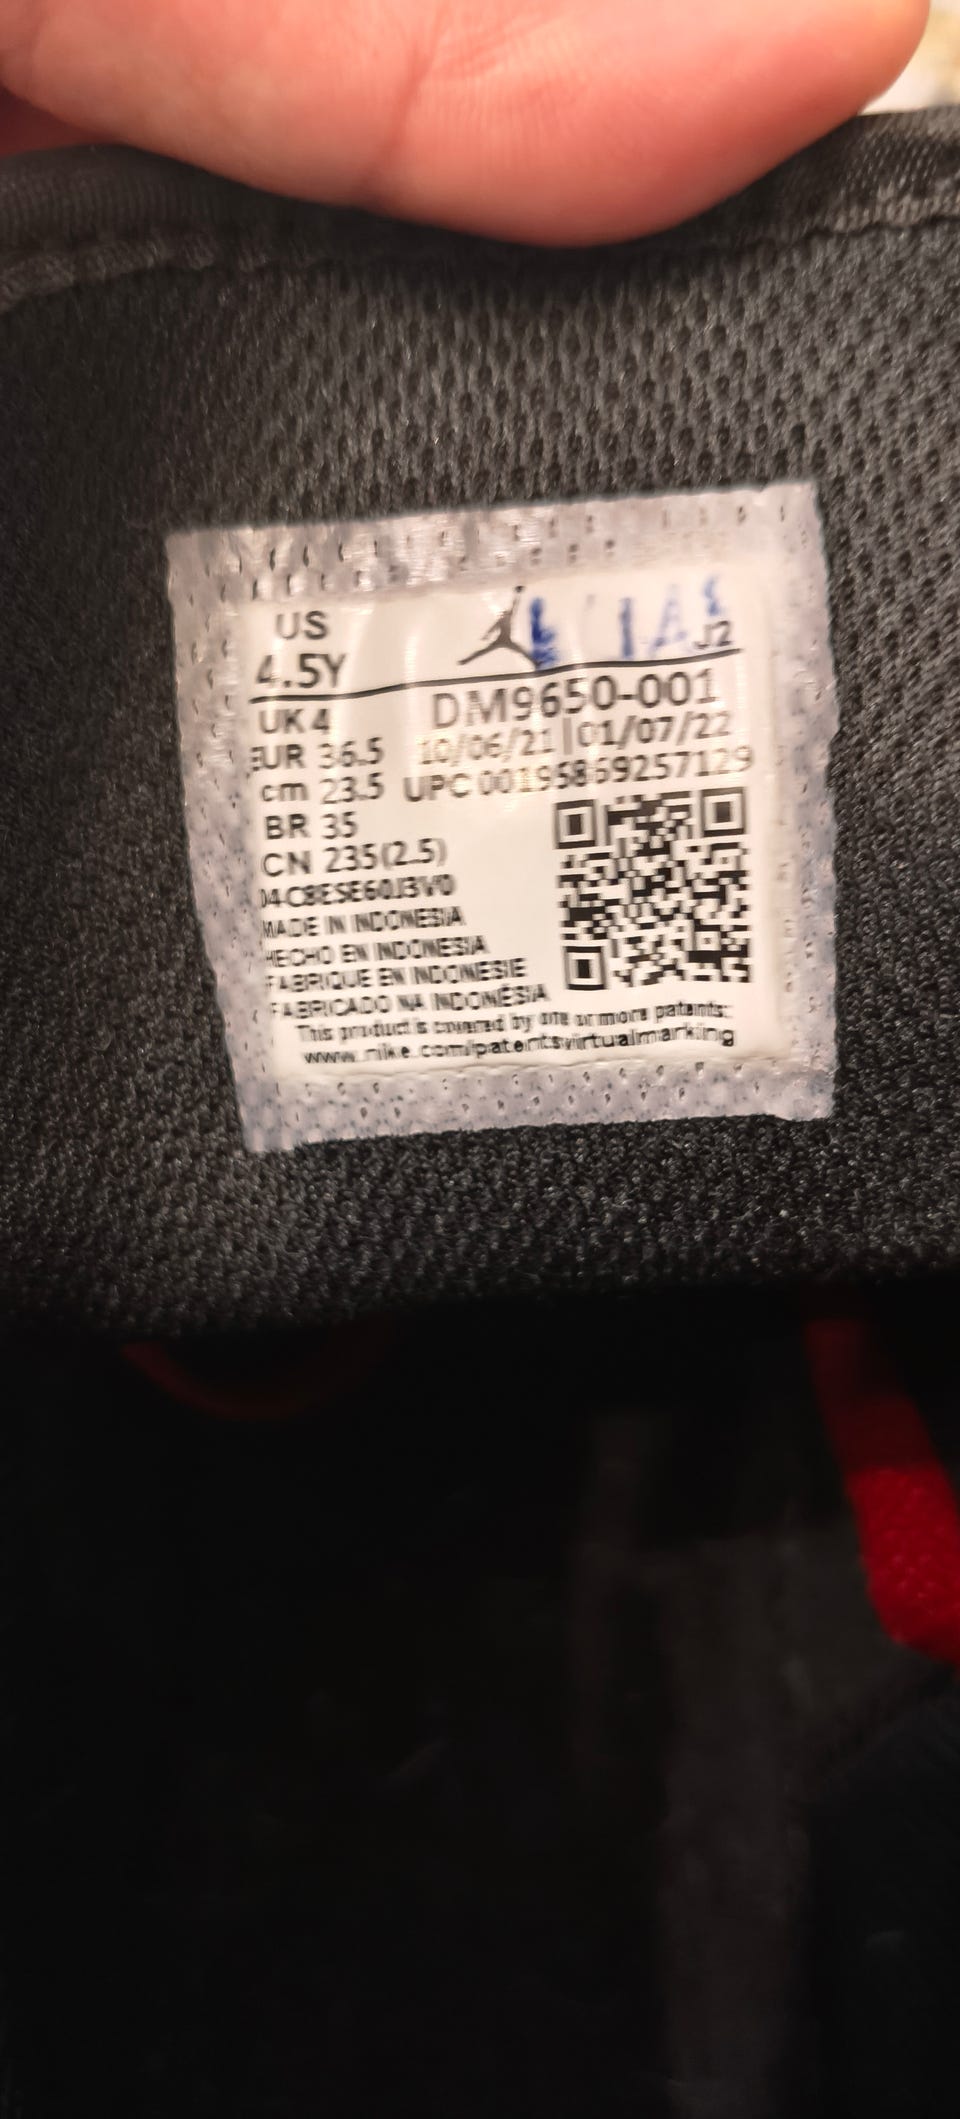 US
4.5Y
J2
UK 4
DM9650-001
EUR 36.5
10/06/21 | 01/07/22
cm 23.5
UPC 00195869257129
BR 35
CN 235(2.5)
04C8ESE60J3V0
MADE IN INDONESIA
HECHO EN INDONESIA
FABRIQUE EN INDONESIE
FABRICADO NA INDONÉSIA
This product is covered by one or more patents:
www.nike.com/patentsvirtualmarking